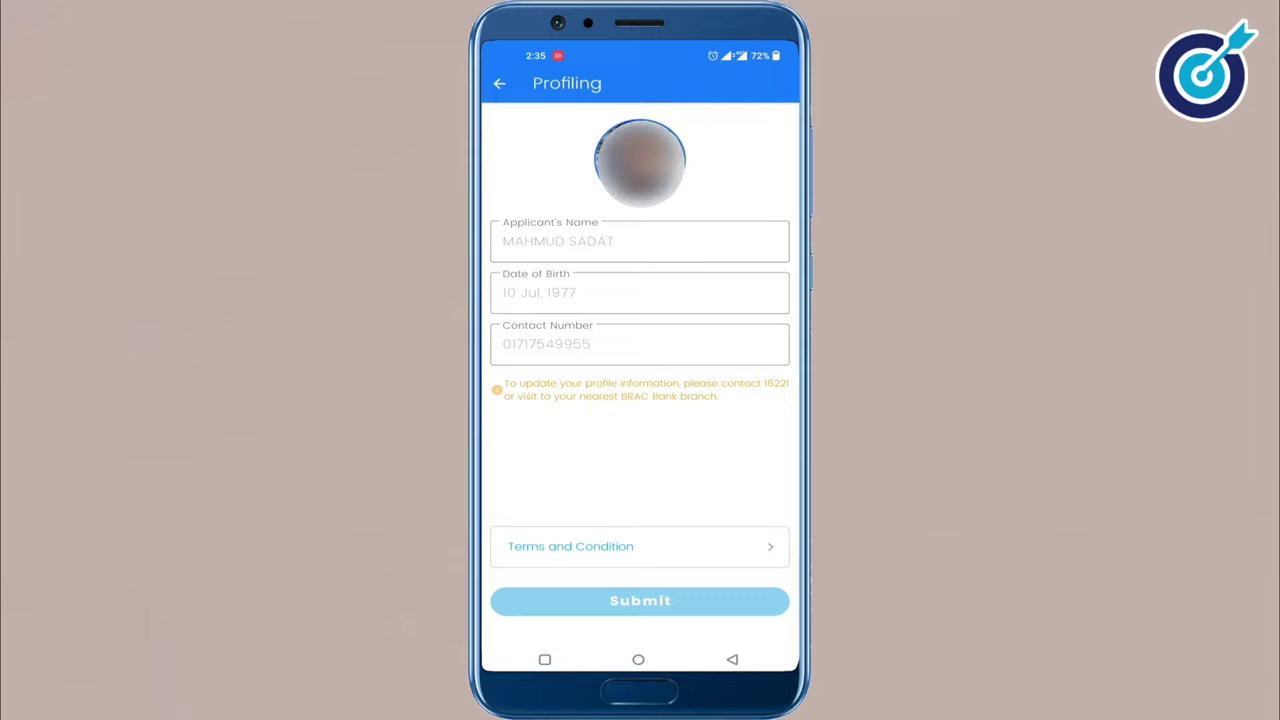 2:35
72%
Profiling
Applicant's Name
MAHMUD SADAT
Date of Birth
10 Jul, 1977
Contact Number
01717549955
To update your profile information, please contact 16221
or visit to your nearest BRAC Bank branch.
Terms and Condition
Submit